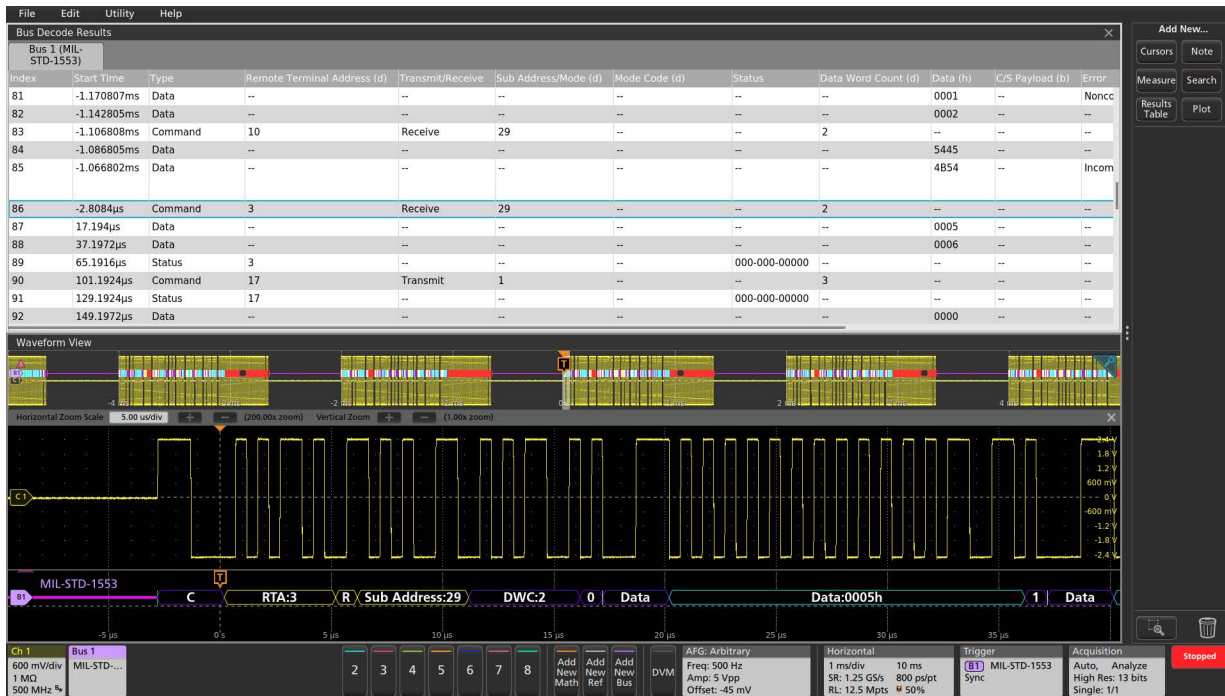 File Edit Utility Help
Bus Decode Results
Bus 1 (MIL-
STD-1553)
Index Start Time Type Remote Terminal Address (d) Transmit/Receive Sub Address/Mode (d) Mode Code (d) Status Data Word Count (d) Data (h) C/S Payload (b) Error
81 -1.170807ms Data -- -- -- -- -- -- 0001 -- Nonco
82 -1.142805ms Data -- -- -- -- -- -- 0002 -- --
83 -1.106808ms Command 10 Receive 29 -- -- 2 -- -- --
84 -1.086805ms Data -- -- -- -- -- -- 5445 -- --
85 -1.066802ms Data -- -- -- -- -- -- 4B54 -- Incom
86 -2.8084µs Command 3 Receive 29 -- -- 2 -- -- --
87 17.194µs Data -- -- -- -- -- -- 0005 -- --
88 37.1972µs Data -- -- -- -- -- -- 0006 -- --
89 65.1916µs Status 3 -- -- -- 000-000-00000 -- -- -- --
90 101.1924µs Command 17 Transmit 1 -- -- 3 -- -- --
91 129.1924µs Status 17 -- -- -- 000-000-00000 -- -- -- --
92 149.1972µs Data -- -- -- -- -- -- 0000 -- --
Add New...
Cursors Note
Measure Search
Results
Table Plot
Waveform View
T
B1
C1
Horizontal Zoom Scale 5.00 us/div (200.00x zoom) Vertical Zoom (1.00x zoom)
2.4 V
1.8 V
1.2 V
600 mV
C1 0 V
-600 mV
-1.2 V
-1.8 V
-2.4 V
MIL-STD-1553 T
B1 C RTA:3 R Sub Address:29 DWC:2 0 Data Data:0005h 1 Data
-5 µs 0 s 5 µs 10 µs 15 µs 20 µs 25 µs 30 µs 35 µs
Ch 1
600 mV/div
1 MΩ
500 MHz
Bus 1
MIL-STD-...
2 3 4 5 6 7 8
Add
New
Math
Add
New
Ref
Add
New
Bus
DVM
AFG: Arbitrary
Freq: 500 Hz
Amp: 5 Vpp
Offset: -45 mV
Horizontal
1 ms/div 10 ms
SR: 1.25 GS/s 800 ps/pt
RL: 12.5 Mpts 50%
Trigger
B1 MIL-STD-1553
Sync
Acquisition
Auto, Analyze
High Res: 13 bits
Single: 1/1
Stopped